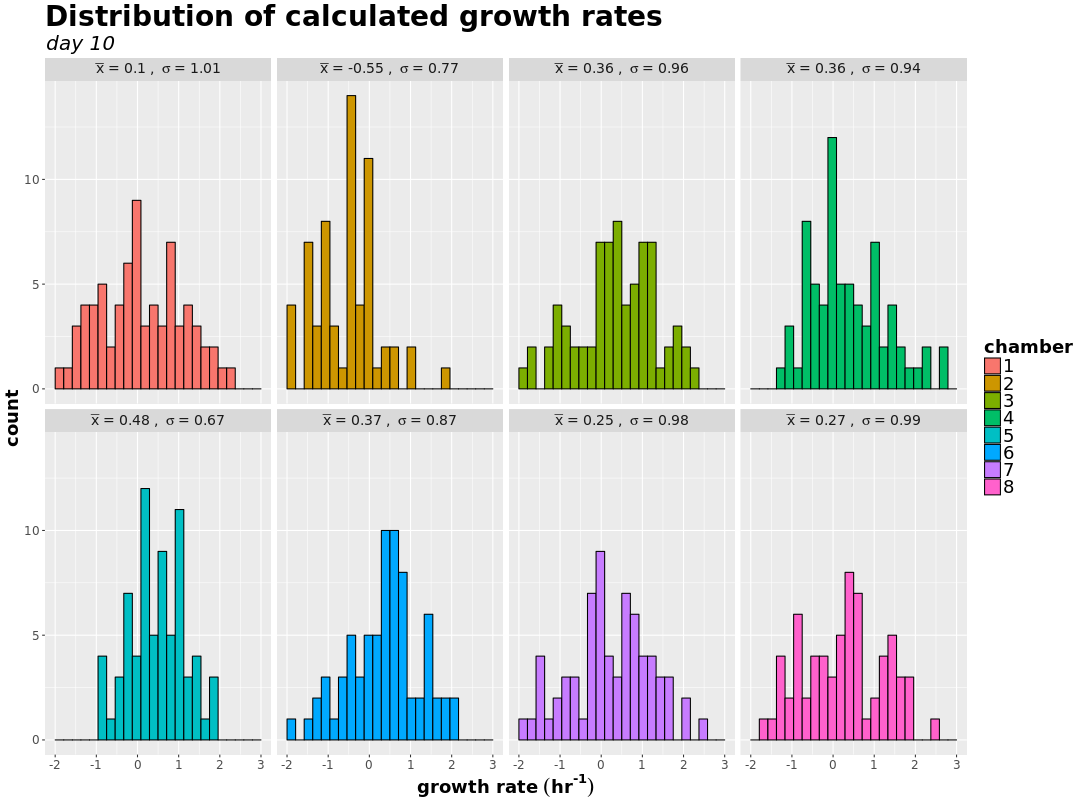 Distribution of calculated growth rates
day 10
x̅ = 0.1 , σ = 1.01
x̅ = -0.55 , σ = 0.77
x̅ = 0.36 , σ = 0.96
x̅ = 0.36 , σ = 0.94
10
5
0
x̅ = 0.48 , σ = 0.67
x̅ = 0.37 , σ = 0.87
x̅ = 0.25 , σ = 0.98
x̅ = 0.27 , σ = 0.99
10
5
0
-2 -1 0 1 2 3
-2 -1 0 1 2 3
-2 -1 0 1 2 3
-2 -1 0 1 2 3
count
growth rate (hr⁻¹)
chamber
1
2
3
4
5
6
7
8